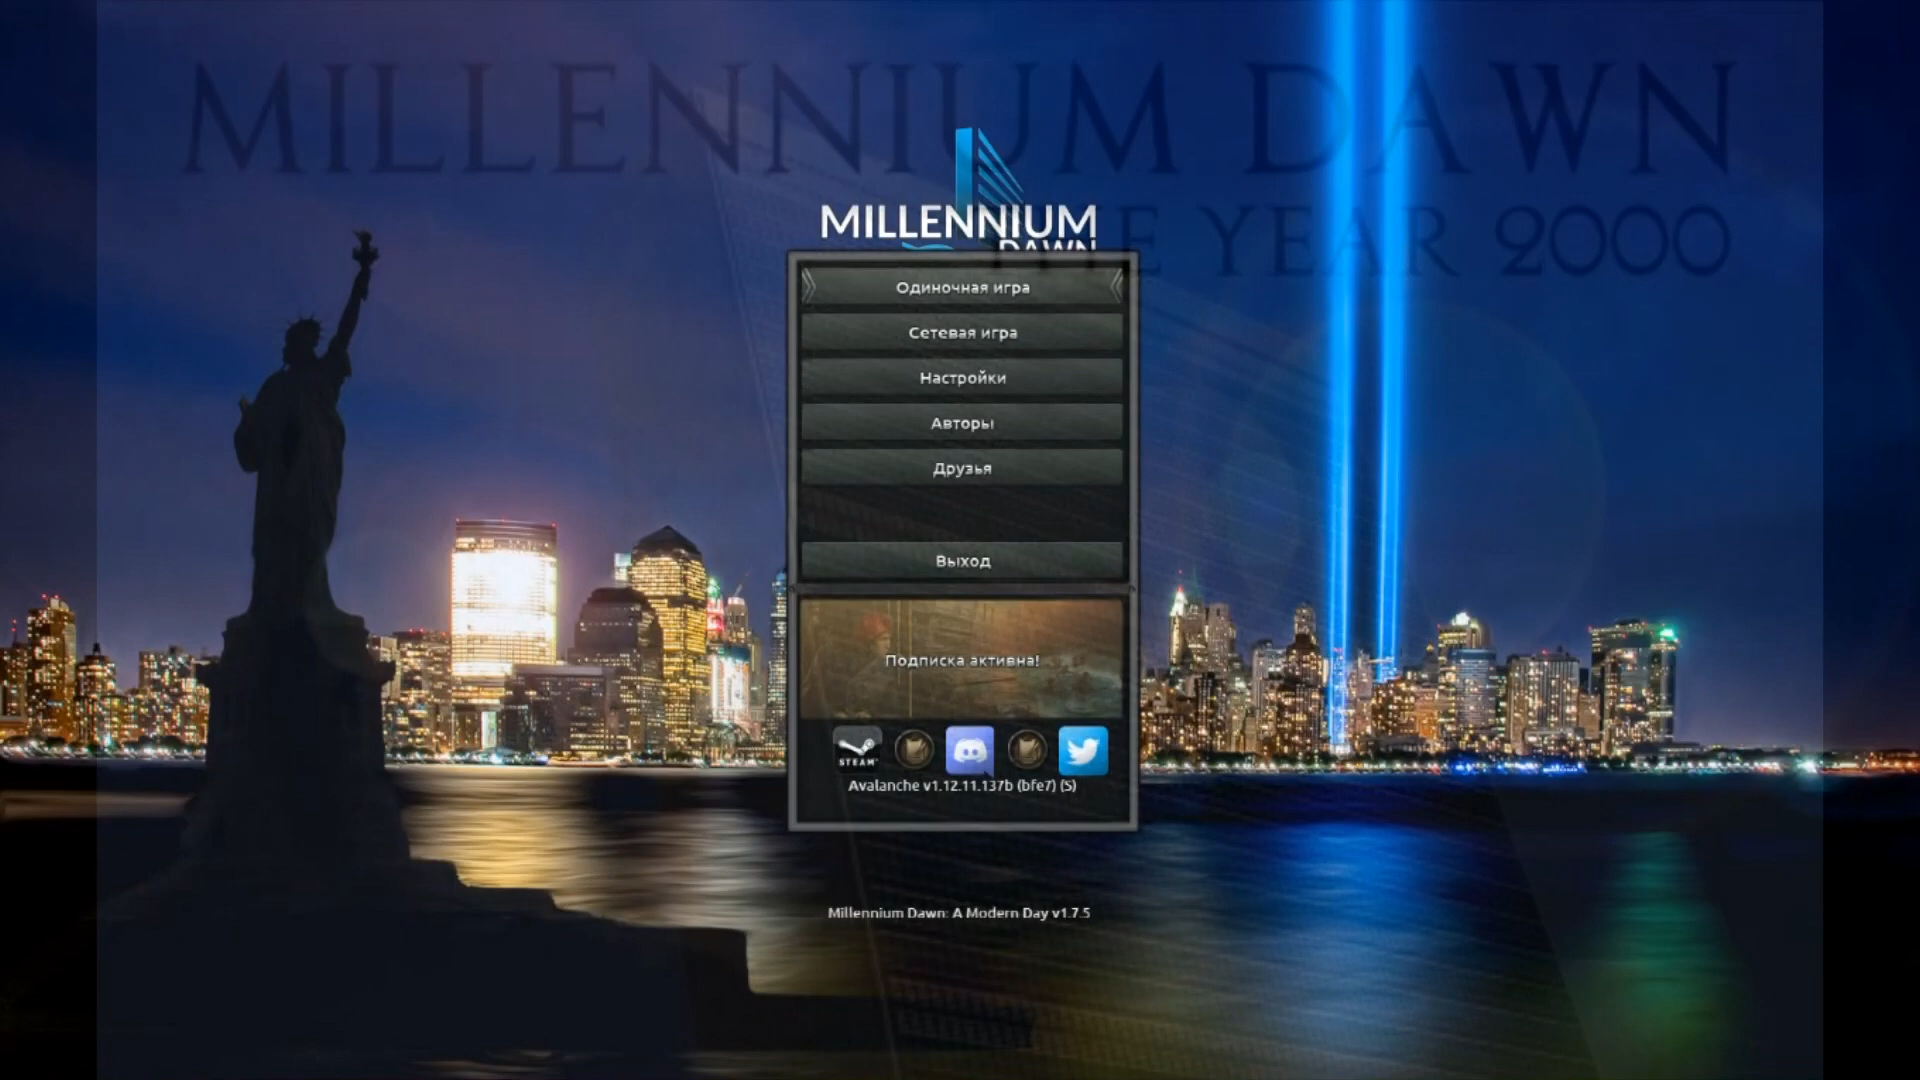 MILLENNIUM DAWN
THE YEAR 2000
MILLENNIUM
DAWN
Одиночная игра
Сетевая игра
Настройки
Авторы
Друзья
Выход
Подписка активна!
STEAM
Avalanche v1.12.11.137b (bfe7) (S)
Millennium Dawn: A Modern Day v1.7.5